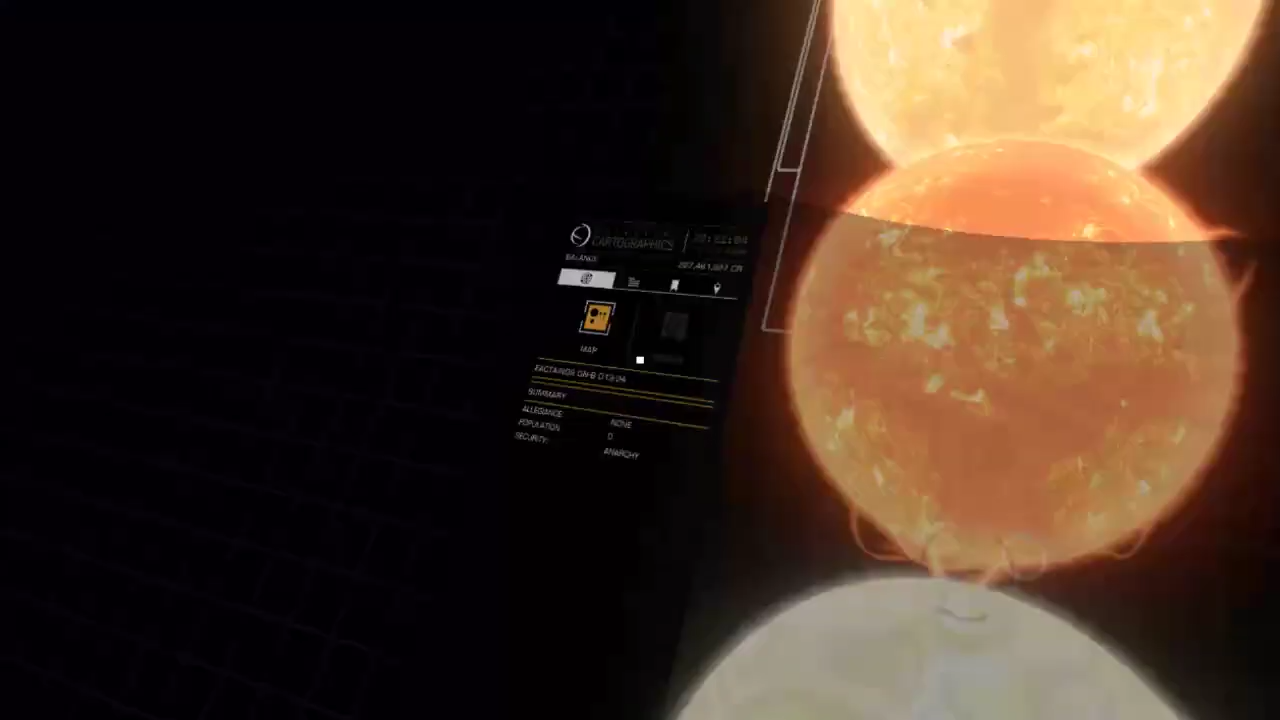 CARTOGRAPHICS
BALANCE:
MAP
SUMMARY
ALLEGIANCE NONE
POPULATION 0
SECURITY: ANARCHY